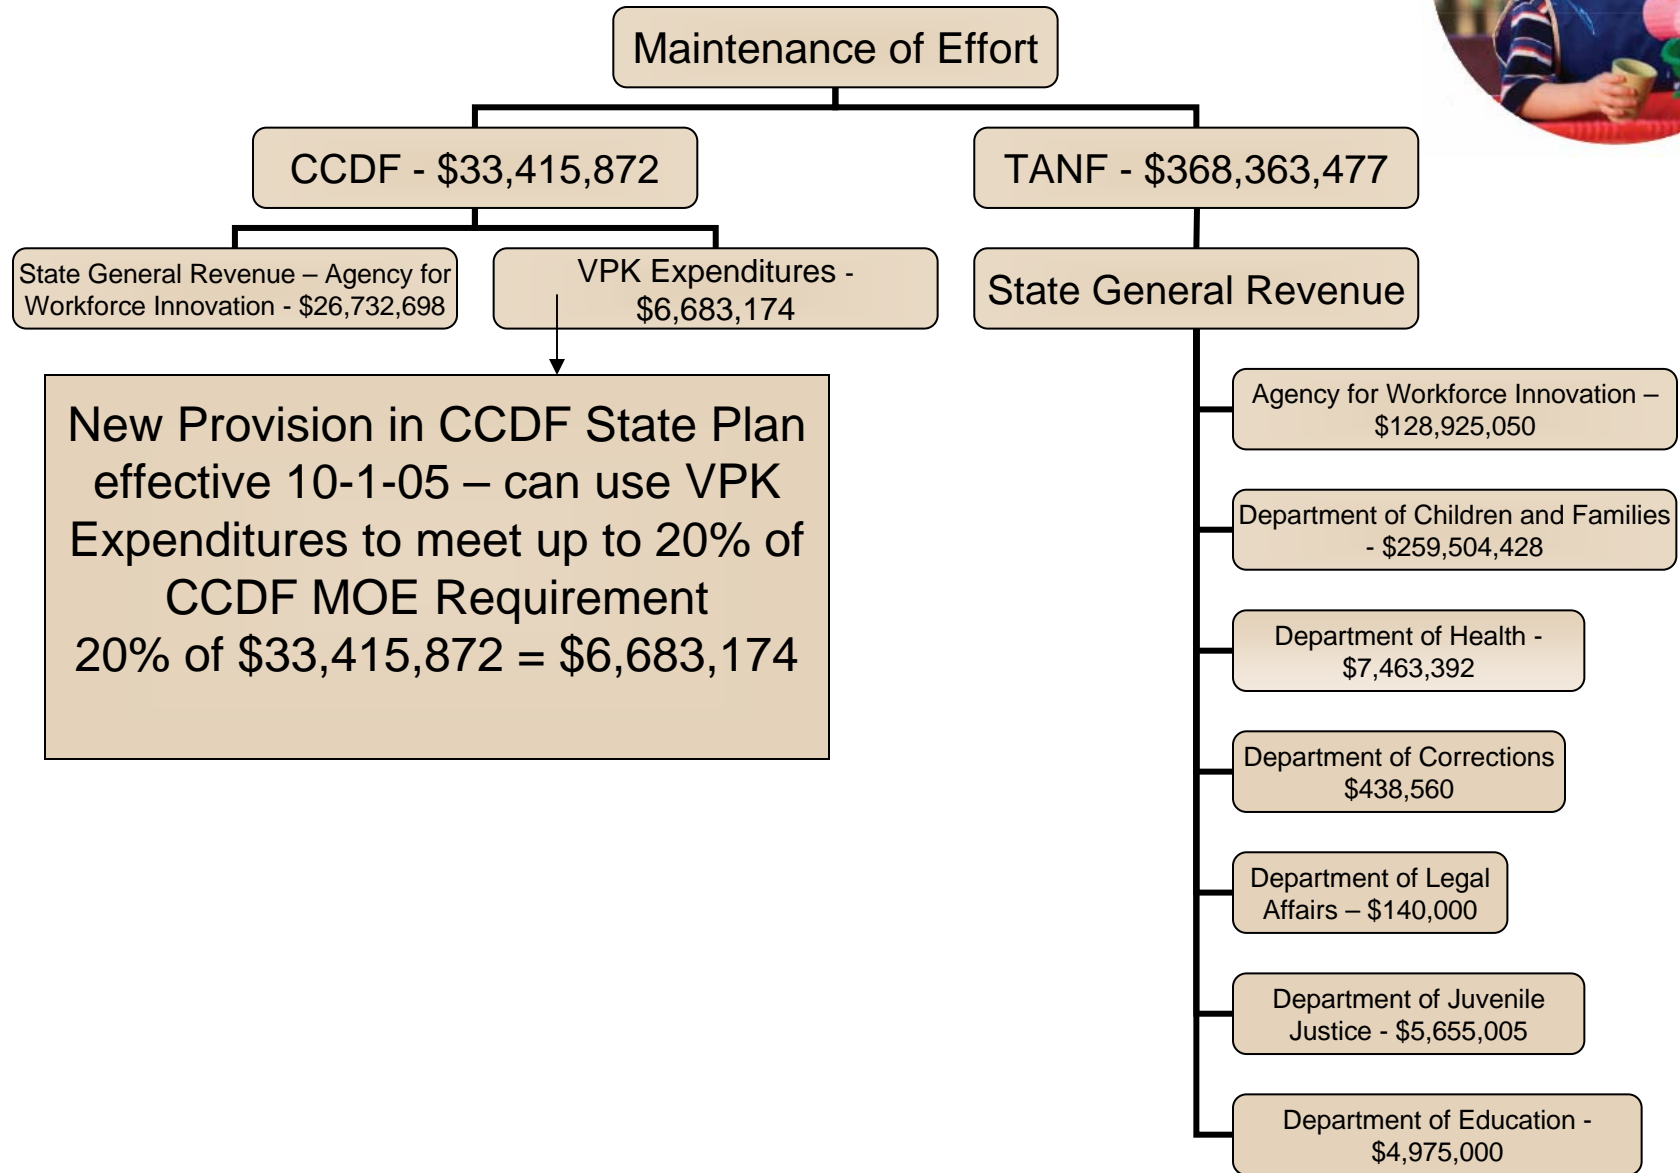 Maintenance of Effort
CCDF - $33,415,872
TANF - $368,363,477
State General Revenue – Agency for
Workforce Innovation - $26,732,698
VPK Expenditures -
$6,683,174
State General Revenue
New Provision in CCDF State Plan
effective 10-1-05 – can use VPK
Expenditures to meet up to 20% of
CCDF MOE Requirement
20% of $33,415,872 = $6,683,174
Agency for Workforce Innovation –
$128,925,050
Department of Children and Families
- $259,504,428
Department of Health -
$7,463,392
Department of Corrections
$438,560
Department of Legal
Affairs – $140,000
Department of Juvenile
Justice - $5,655,005
Department of Education -
$4,975,000